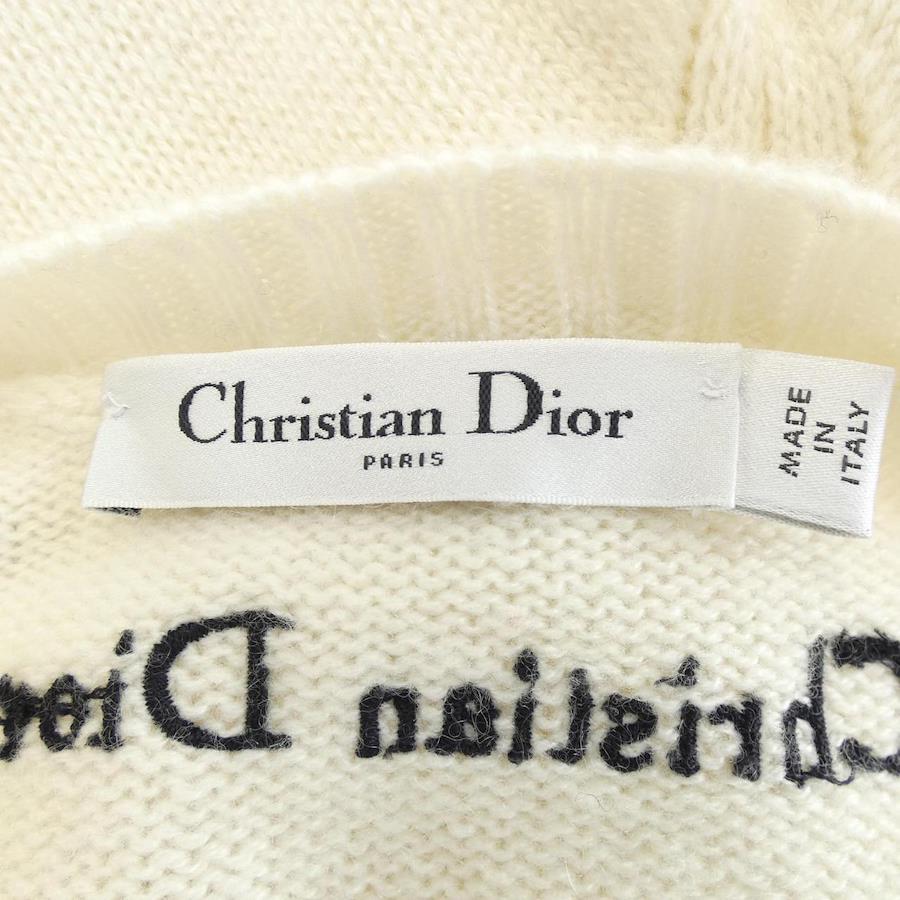 Christian Dior
PARIS
MADE
IN
ITALY
Christian Dior